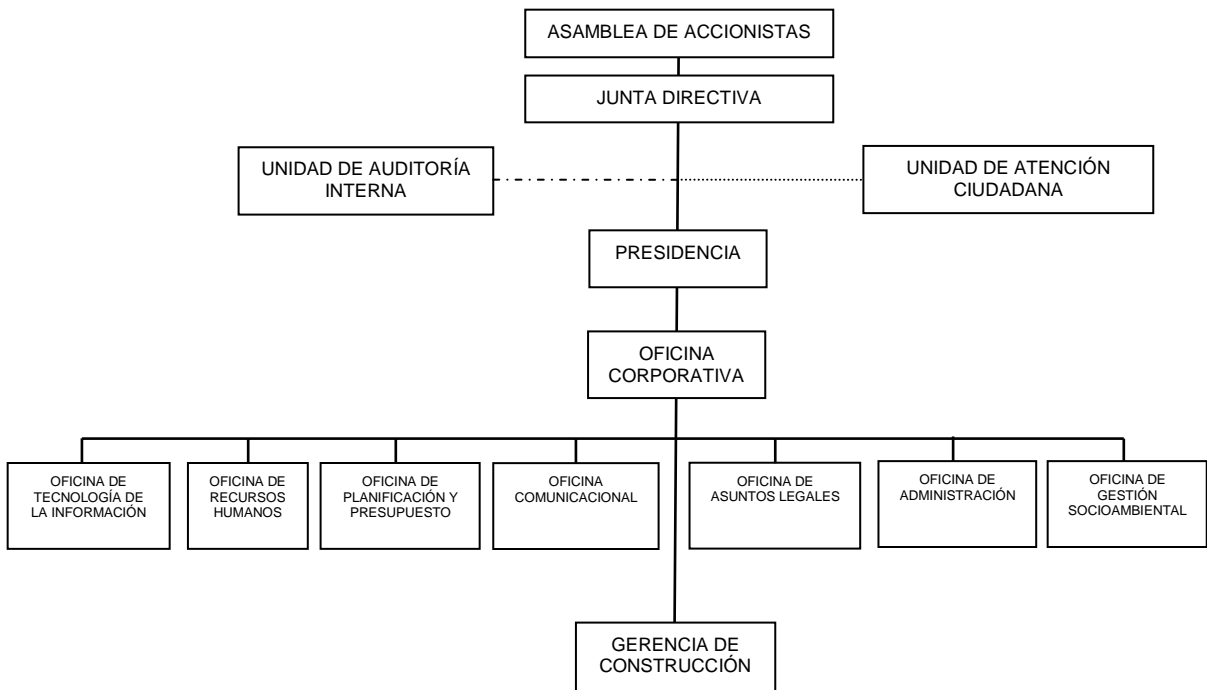 ASAMBLEA DE ACCIONISTAS
JUNTA DIRECTIVA
UNIDAD DE AUDITORÍA
INTERNA
UNIDAD DE ATENCIÓN
CIUDADANA
PRESIDENCIA
OFICINA
CORPORATIVA
OFICINA DE
TECNOLOGÍA DE
LA INFORMACIÓN
OFICINA DE
RECURSOS
HUMANOS
OFICINA DE
PLANIFICACIÓN Y
PRESUPUESTO
OFICINA
COMUNICACIONAL
OFICINA DE
ASUNTOS LEGALES
OFICINA DE
ADMINISTRACIÓN
OFICINA DE
GESTIÓN
SOCIOAMBIENTAL
GERENCIA DE
CONSTRUCCIÓN